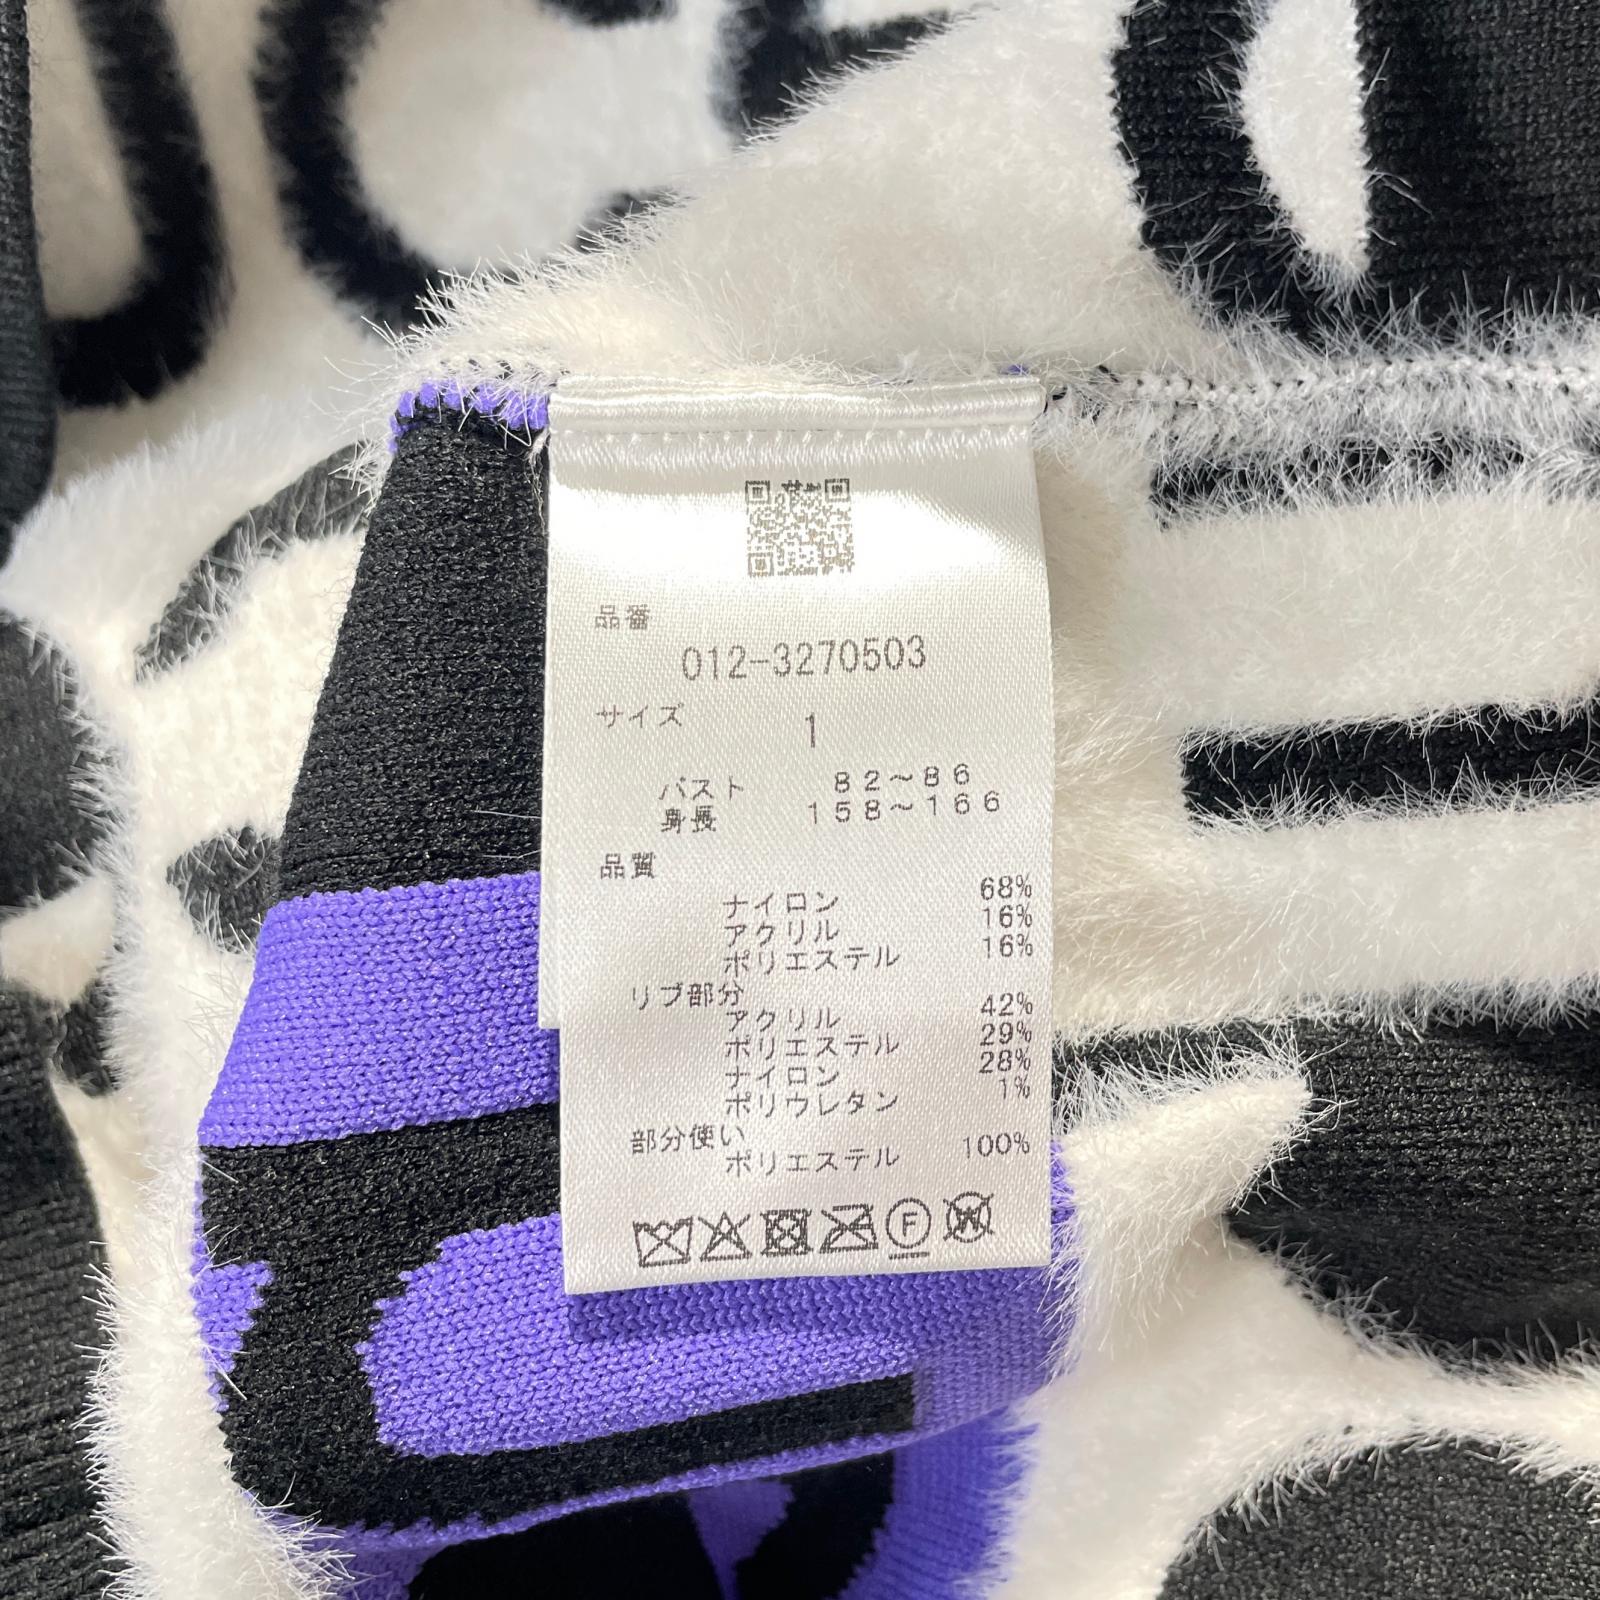 品番
012-3270503
サイズ 1
バスト 82～86
身長 158～166
品質
ナイロン 68%
アクリル 16%
ポリエステル 16%
リブ部分
アクリル 42%
ポリエステル 29%
ナイロン 28%
ポリウレタン 1%
部分使い
ポリエステル 100%
F W